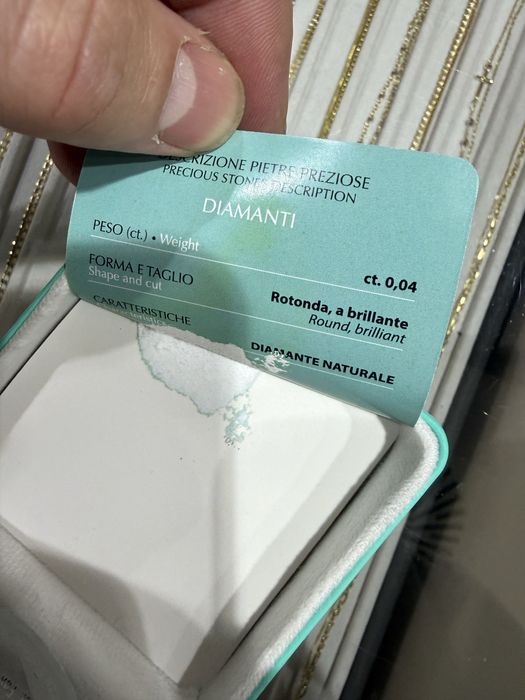 DESCRIZIONE PIETRE PREZIOSE
PRECIOUS STONES DESCRIPTION
DIAMANTI
PESO (ct.) • Weight
ct. 0,04
FORMA E TAGLIO
Shape and cut
Rotonda, a brillante
Round, brilliant
CARATTERISTICHE
DIAMANTE NATURALE